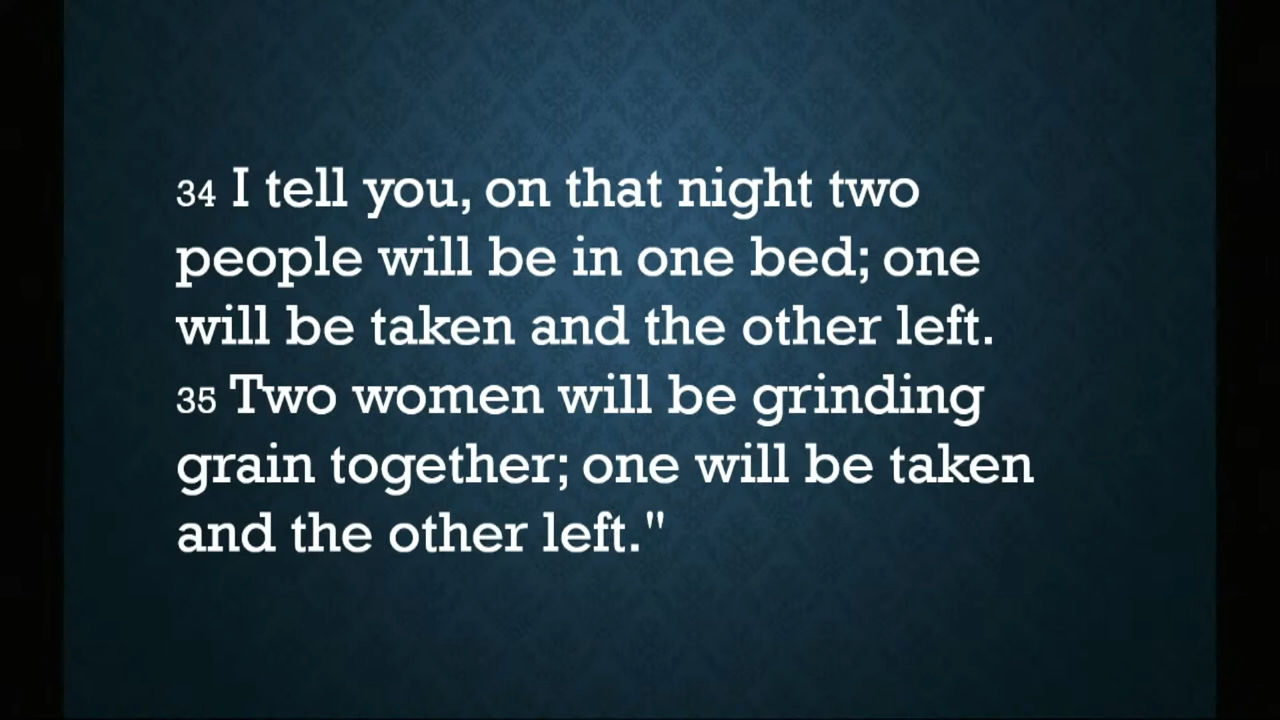 34 I tell you, on that night two
people will be in one bed; one
will be taken and the other left.
35 Two women will be grinding
grain together; one will be taken
and the other left."